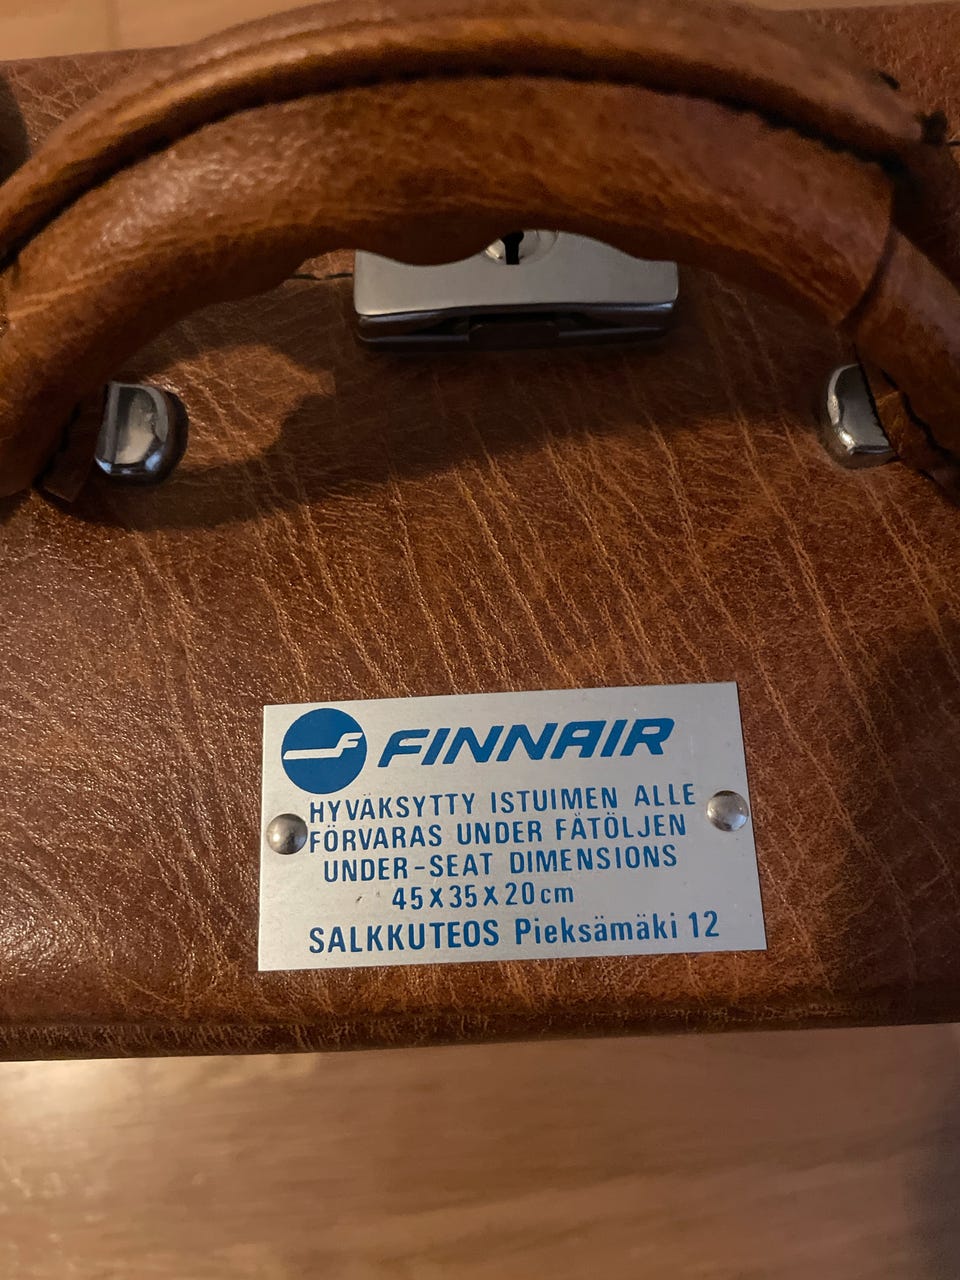 F FINNAIR
HYVÄKSYTTY ISTUIMEN ALLE
FÖRVARAS UNDER FÅTÖLJEN
UNDER-SEAT DIMENSIONS
45x35x20cm
SALKKUTEOS Pieksämäki 12